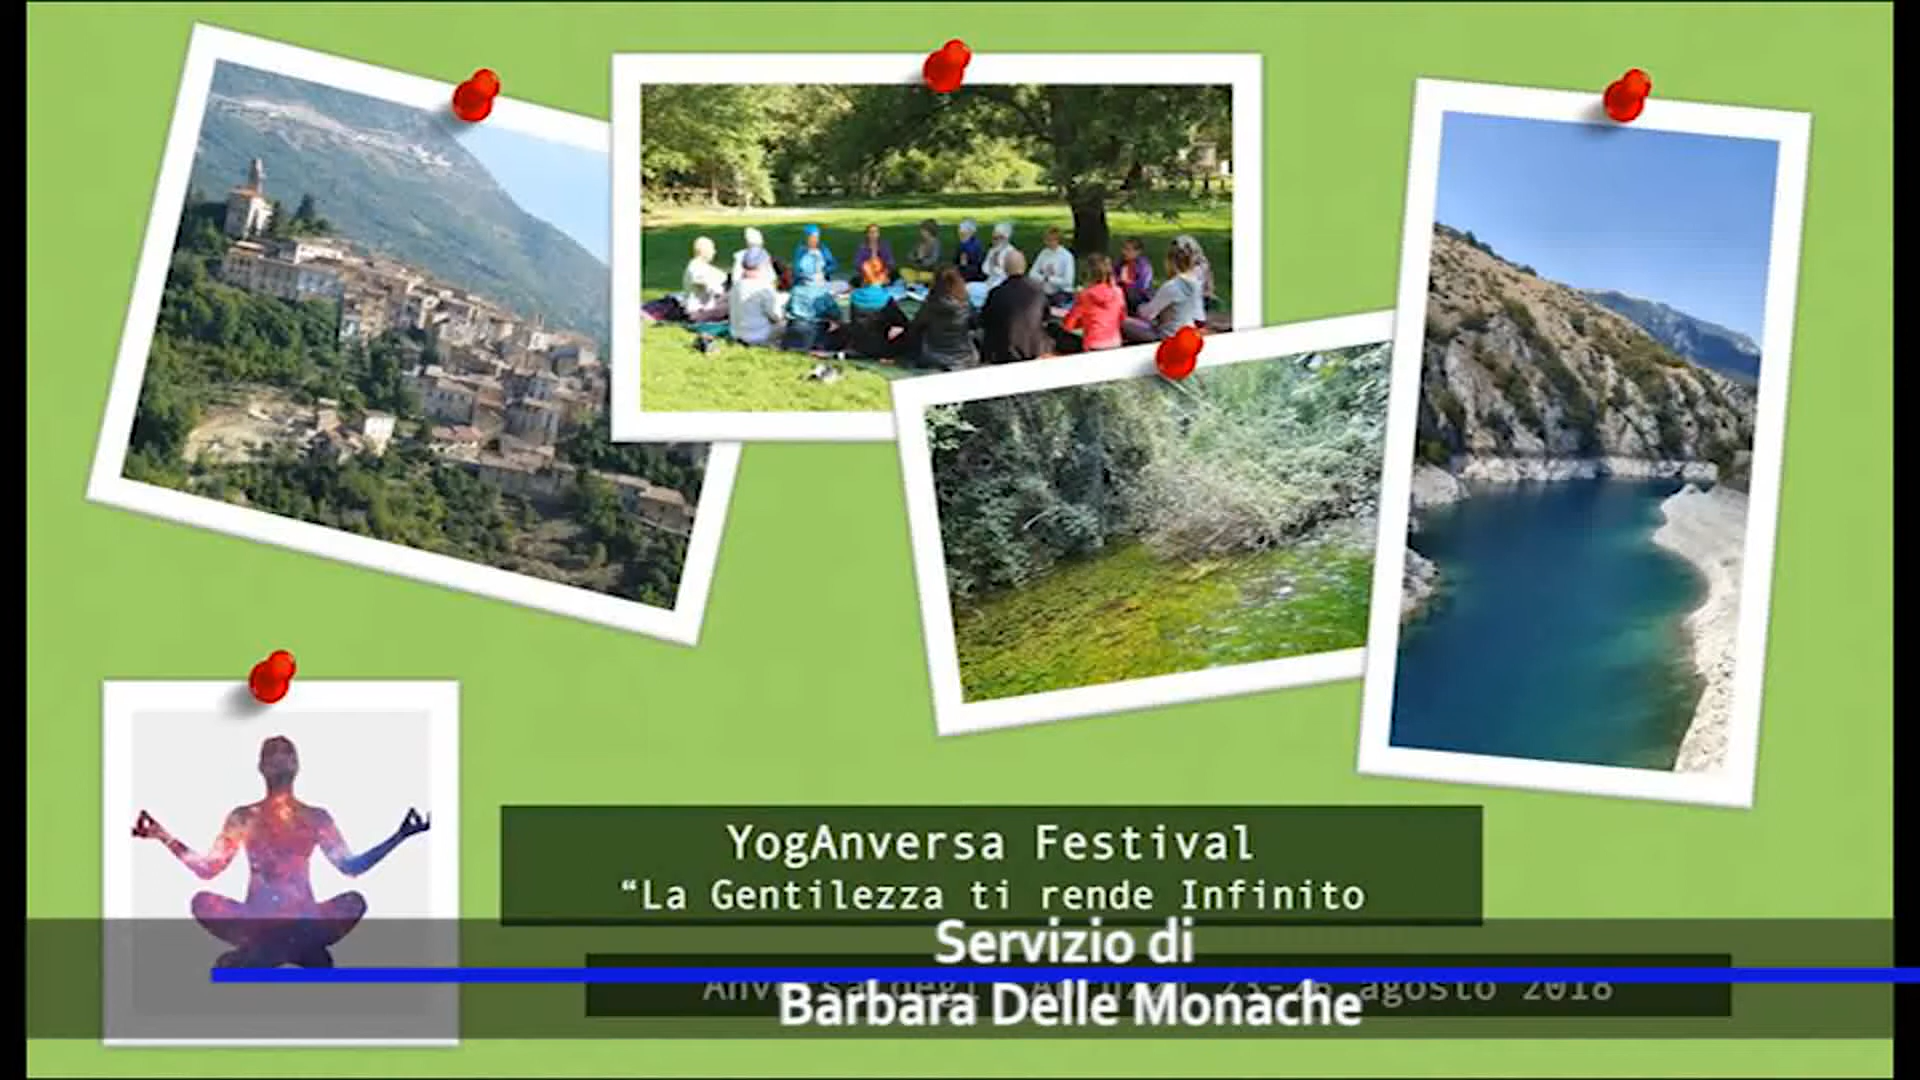 YogAnversa Festival
“La Gentilezza ti rende Infinito
Servizio di
agosto 2018
Barbara Delle Monache